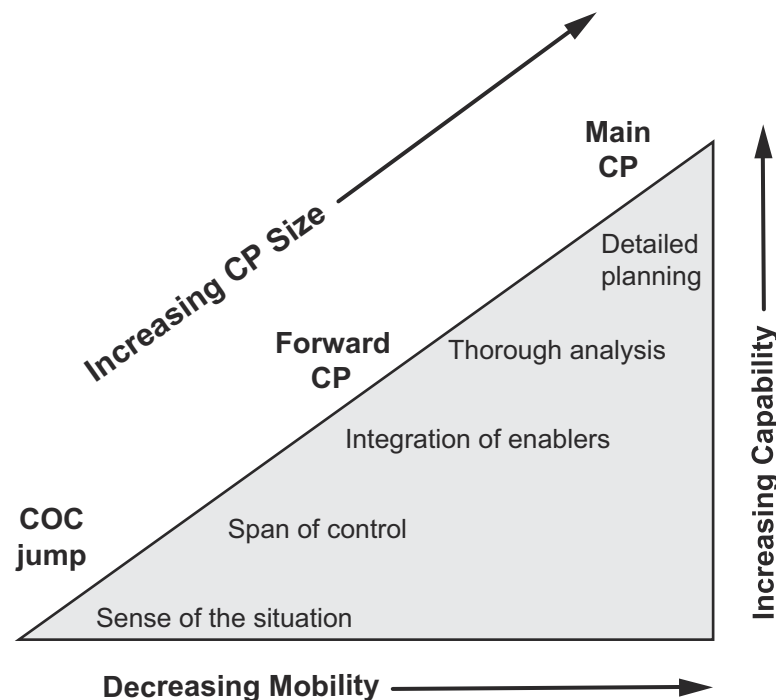 Increasing CP Size
Main
CP
Detailed
planning
Forward
CP
Thorough analysis
Integration of enablers
COC
jump
Span of control
Sense of the situation
Increasing Capability
Decreasing Mobility